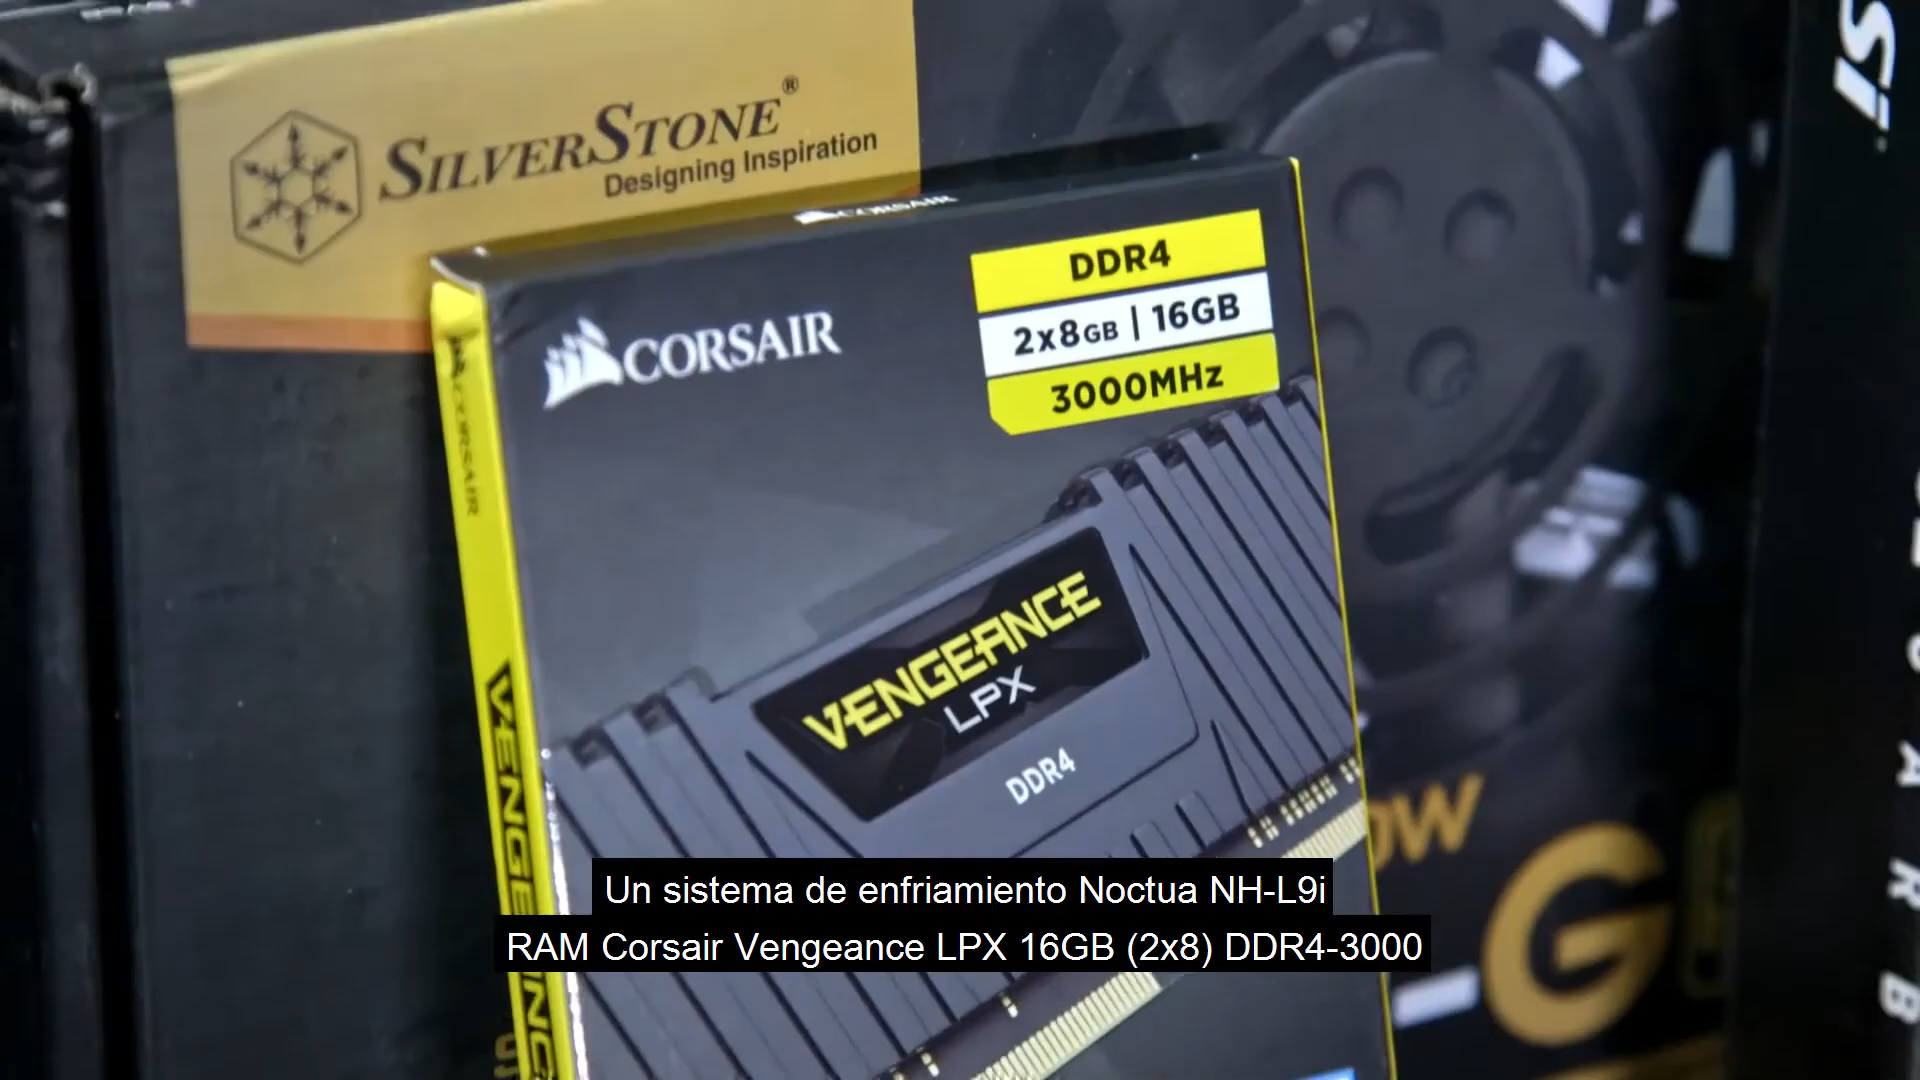 SILVERSTONE®
Designing Inspiration
CORSAIR
CORSAIR
DDR4
2x8GB | 16GB
3000MHz
CORSAIR
VENGEANCE
LPX
DDR4
VENGEANCE
Un sistema de enfriamiento Noctua NH-L9i
RAM Corsair Vengeance LPX 16GB (2x8) DDR4-3000